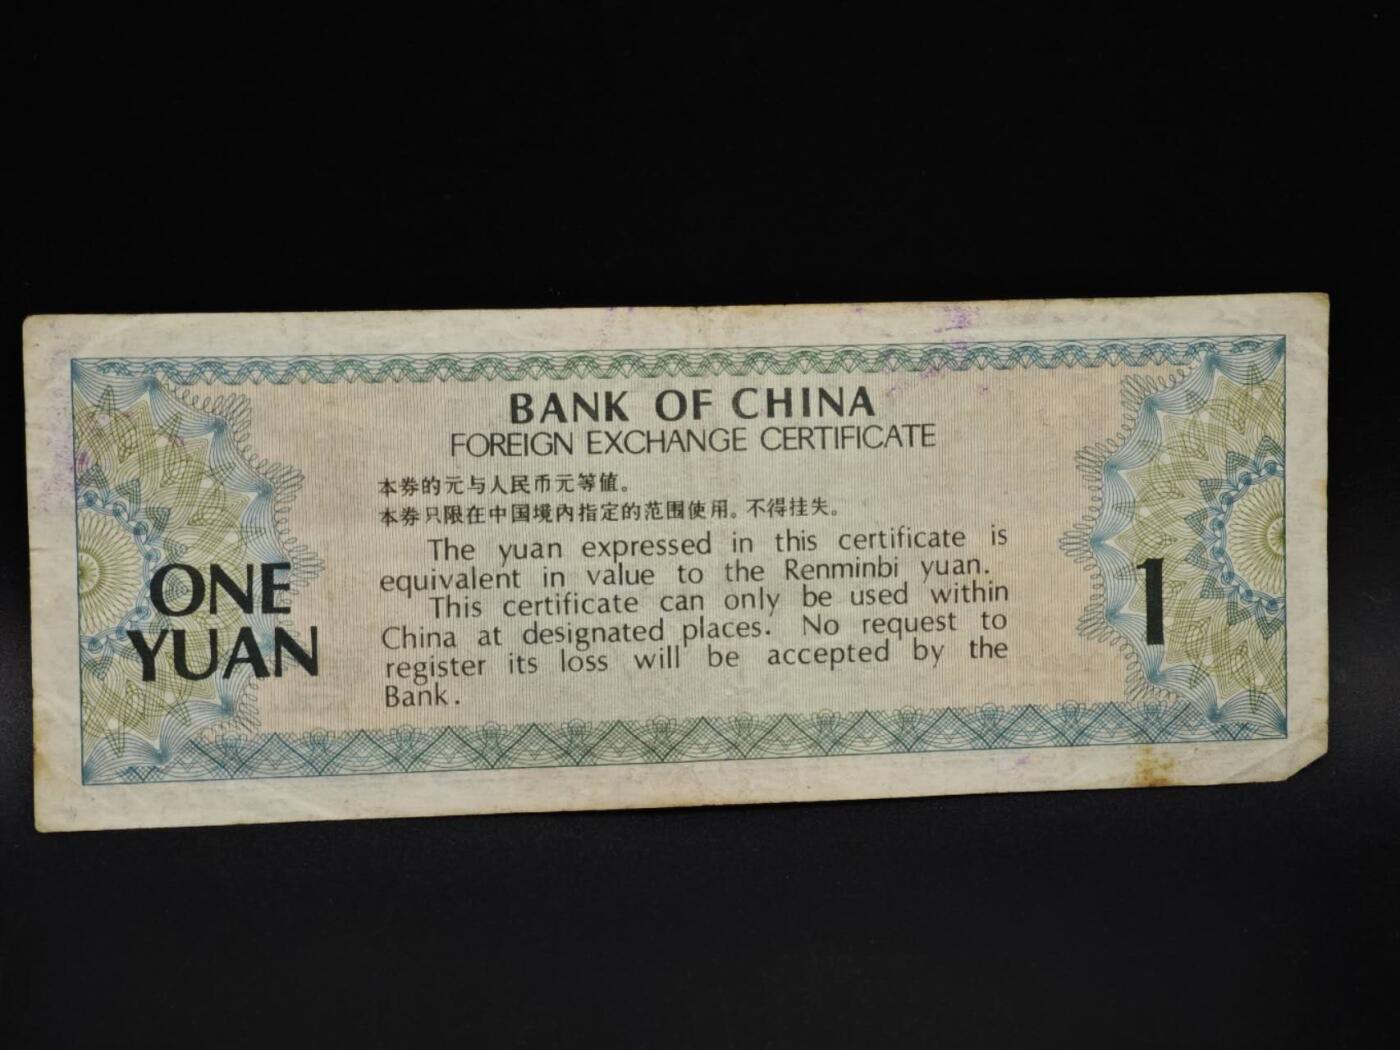 BANK OF CHINA
FOREIGN EXCHANGE CERTIFICATE
本券的元与人民币元等值。
本券只限在中国境内指定的范围使用。不得挂失。
The yuan expressed in this certificate is
equivalent in value to the Renminbi yuan.
This certificate can only be used within
China at designated places. No request to
register its loss will be accepted by the
Bank.
ONE
YUAN
1